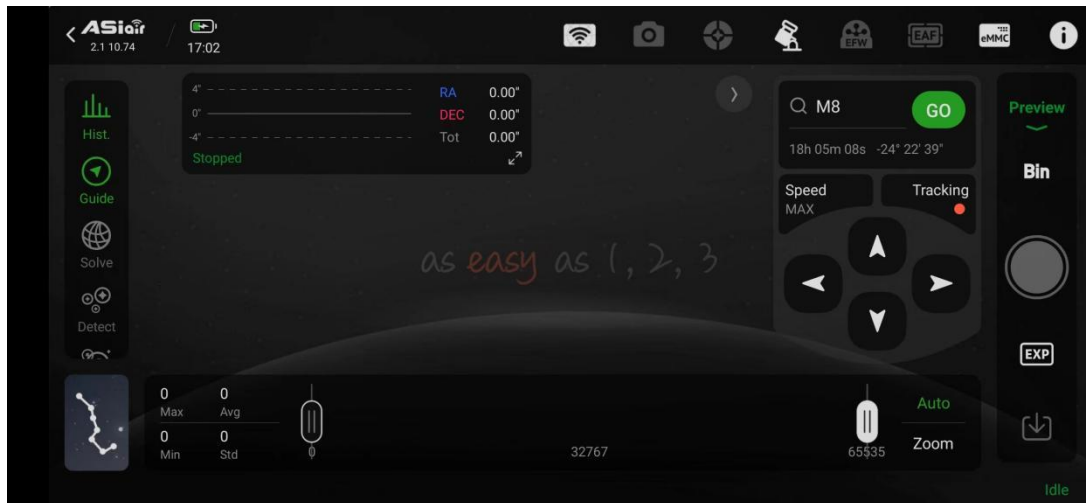 ASiair
2.1 10.74
17:02
EFW
EAF
eMMC
i
Hist.
Guide
Solve
Detect
4"
0"
-4"
RA 0.00"
DEC 0.00"
Tot 0.00"
Stopped
M8
GO
18h 05m 08s -24° 22' 39"
Speed
MAX
Tracking
Preview
Bin
EXP
as easy as 1, 2, 3
0 0
Max Avg
0 0
Min Std
0
32767
65535
Auto
Zoom
Idle